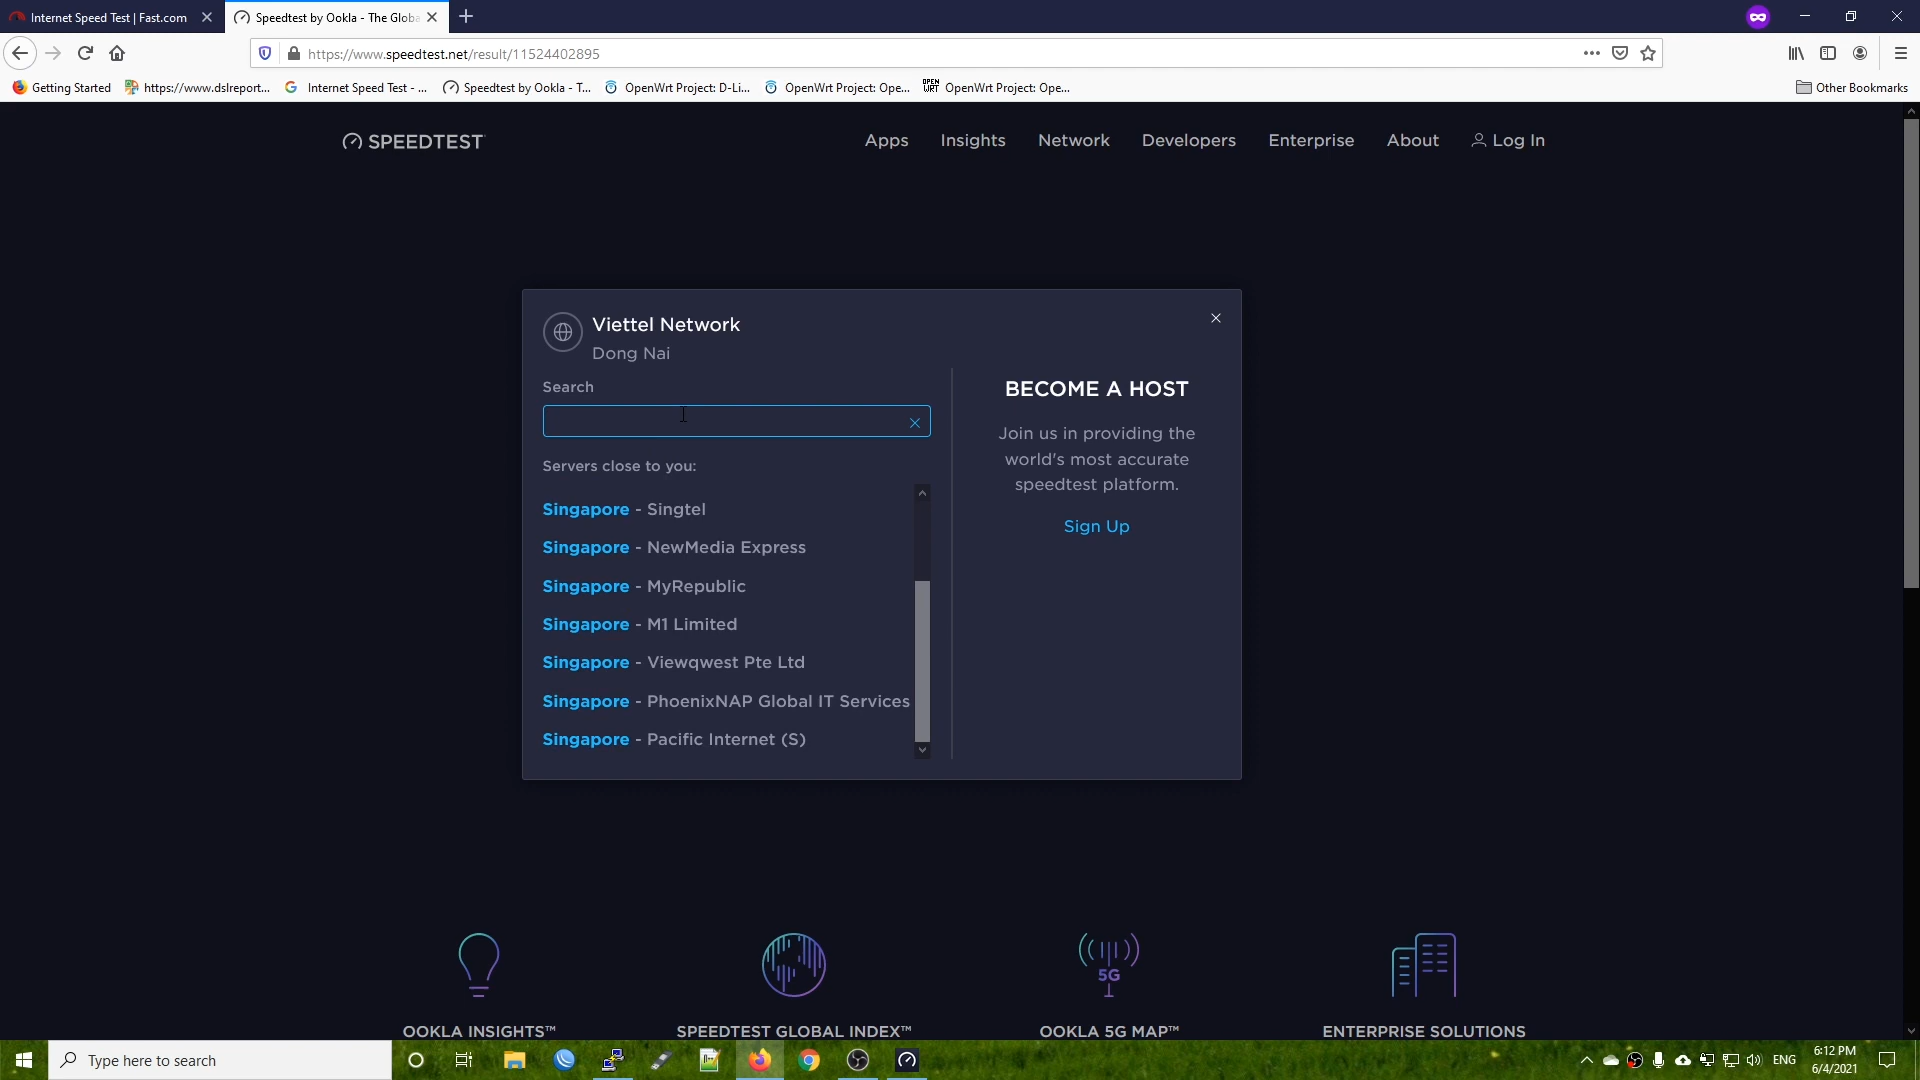 Internet Speed Test | Fast.com
Speedtest by Ookla - The Globa
https://www.speedtest.net/result/11524402895
Getting Started
https://www.dslreport...
Internet Speed Test - ...
Speedtest by Ookla - T...
OpenWrt Project: D-Li...
OpenWrt Project: Ope...
OPEN
WRT
OpenWrt Project: Ope...
Other Bookmarks
SPEEDTEST
Apps
Insights
Network
Developers
Enterprise
About
Log In
Viettel Network
Dong Nai
Search
Servers close to you:
Singapore - Singtel
Singapore - NewMedia Express
Singapore - MyRepublic
Singapore - M1 Limited
Singapore - Viewqwest Pte Ltd
Singapore - PhoenixNAP Global IT Services
Singapore - Pacific Internet (S)
BECOME A HOST
Join us in providing the
world's most accurate
speedtest platform.
Sign Up
5G
OOKLA INSIGHTS™
SPEEDTEST GLOBAL INDEX™
OOKLA 5G MAP™
ENTERPRISE SOLUTIONS
Type here to search
ENG
6:12 PM
6/4/2021